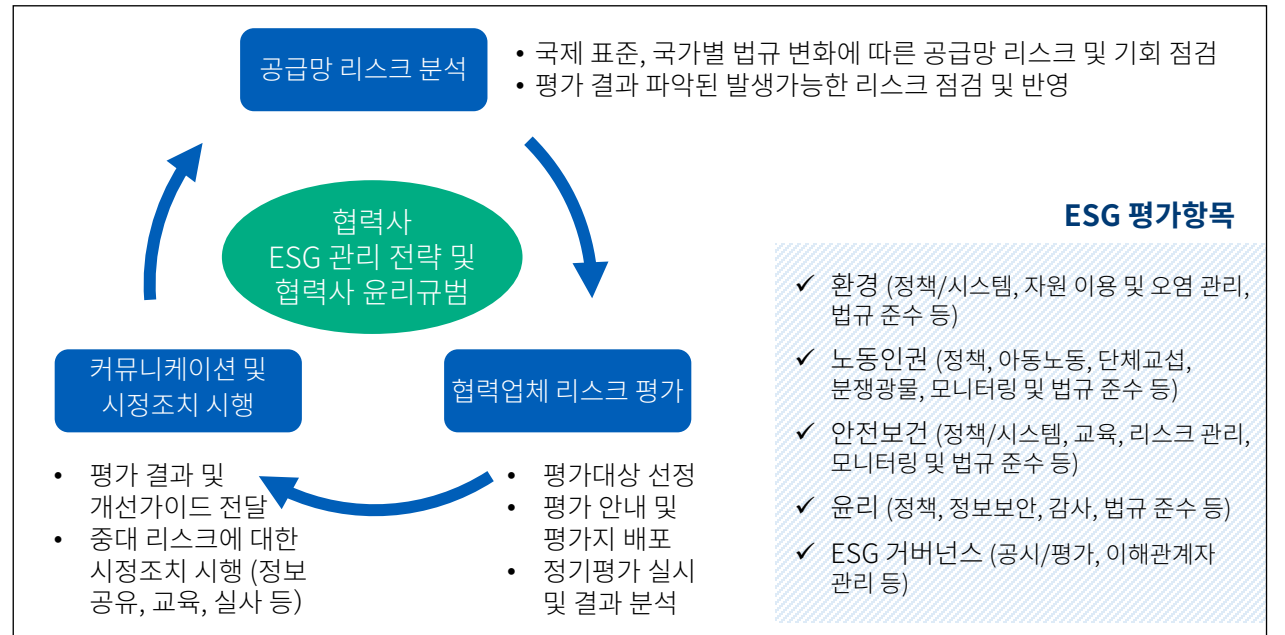 공급망 리스크 분석
• 국제 표준, 국가별 법규 변화에 따른 공급망 리스크 및 기회 점검
• 평가 결과 파악된 발생가능한 리스크 점검 및 반영
협력사
ESG 관리 전략 및
협력사 윤리규범
커뮤니케이션 및
시정조치 시행
• 평가 결과 및
개선가이드 전달
• 중대 리스크에 대한
시정조치 시행 (정보
공유, 교육, 실사 등)
협력업체 리스크 평가
• 평가대상 선정
• 평가 안내 및
평가지 배포
• 정기평가 실시
및 결과 분석
ESG 평가항목
✓ 환경 (정책/시스템, 자원 이용 및 오염 관리,
법규 준수 등)
✓ 노동인권 (정책, 아동노동, 단체교섭,
분쟁광물, 모니터링 및 법규 준수 등)
✓ 안전보건 (정책/시스템, 교육, 리스크 관리,
모니터링 및 법규 준수 등)
✓ 윤리 (정책, 정보보안, 감사, 법규 준수 등)
✓ ESG 거버넌스 (공시/평가, 이해관계자
관리 등)